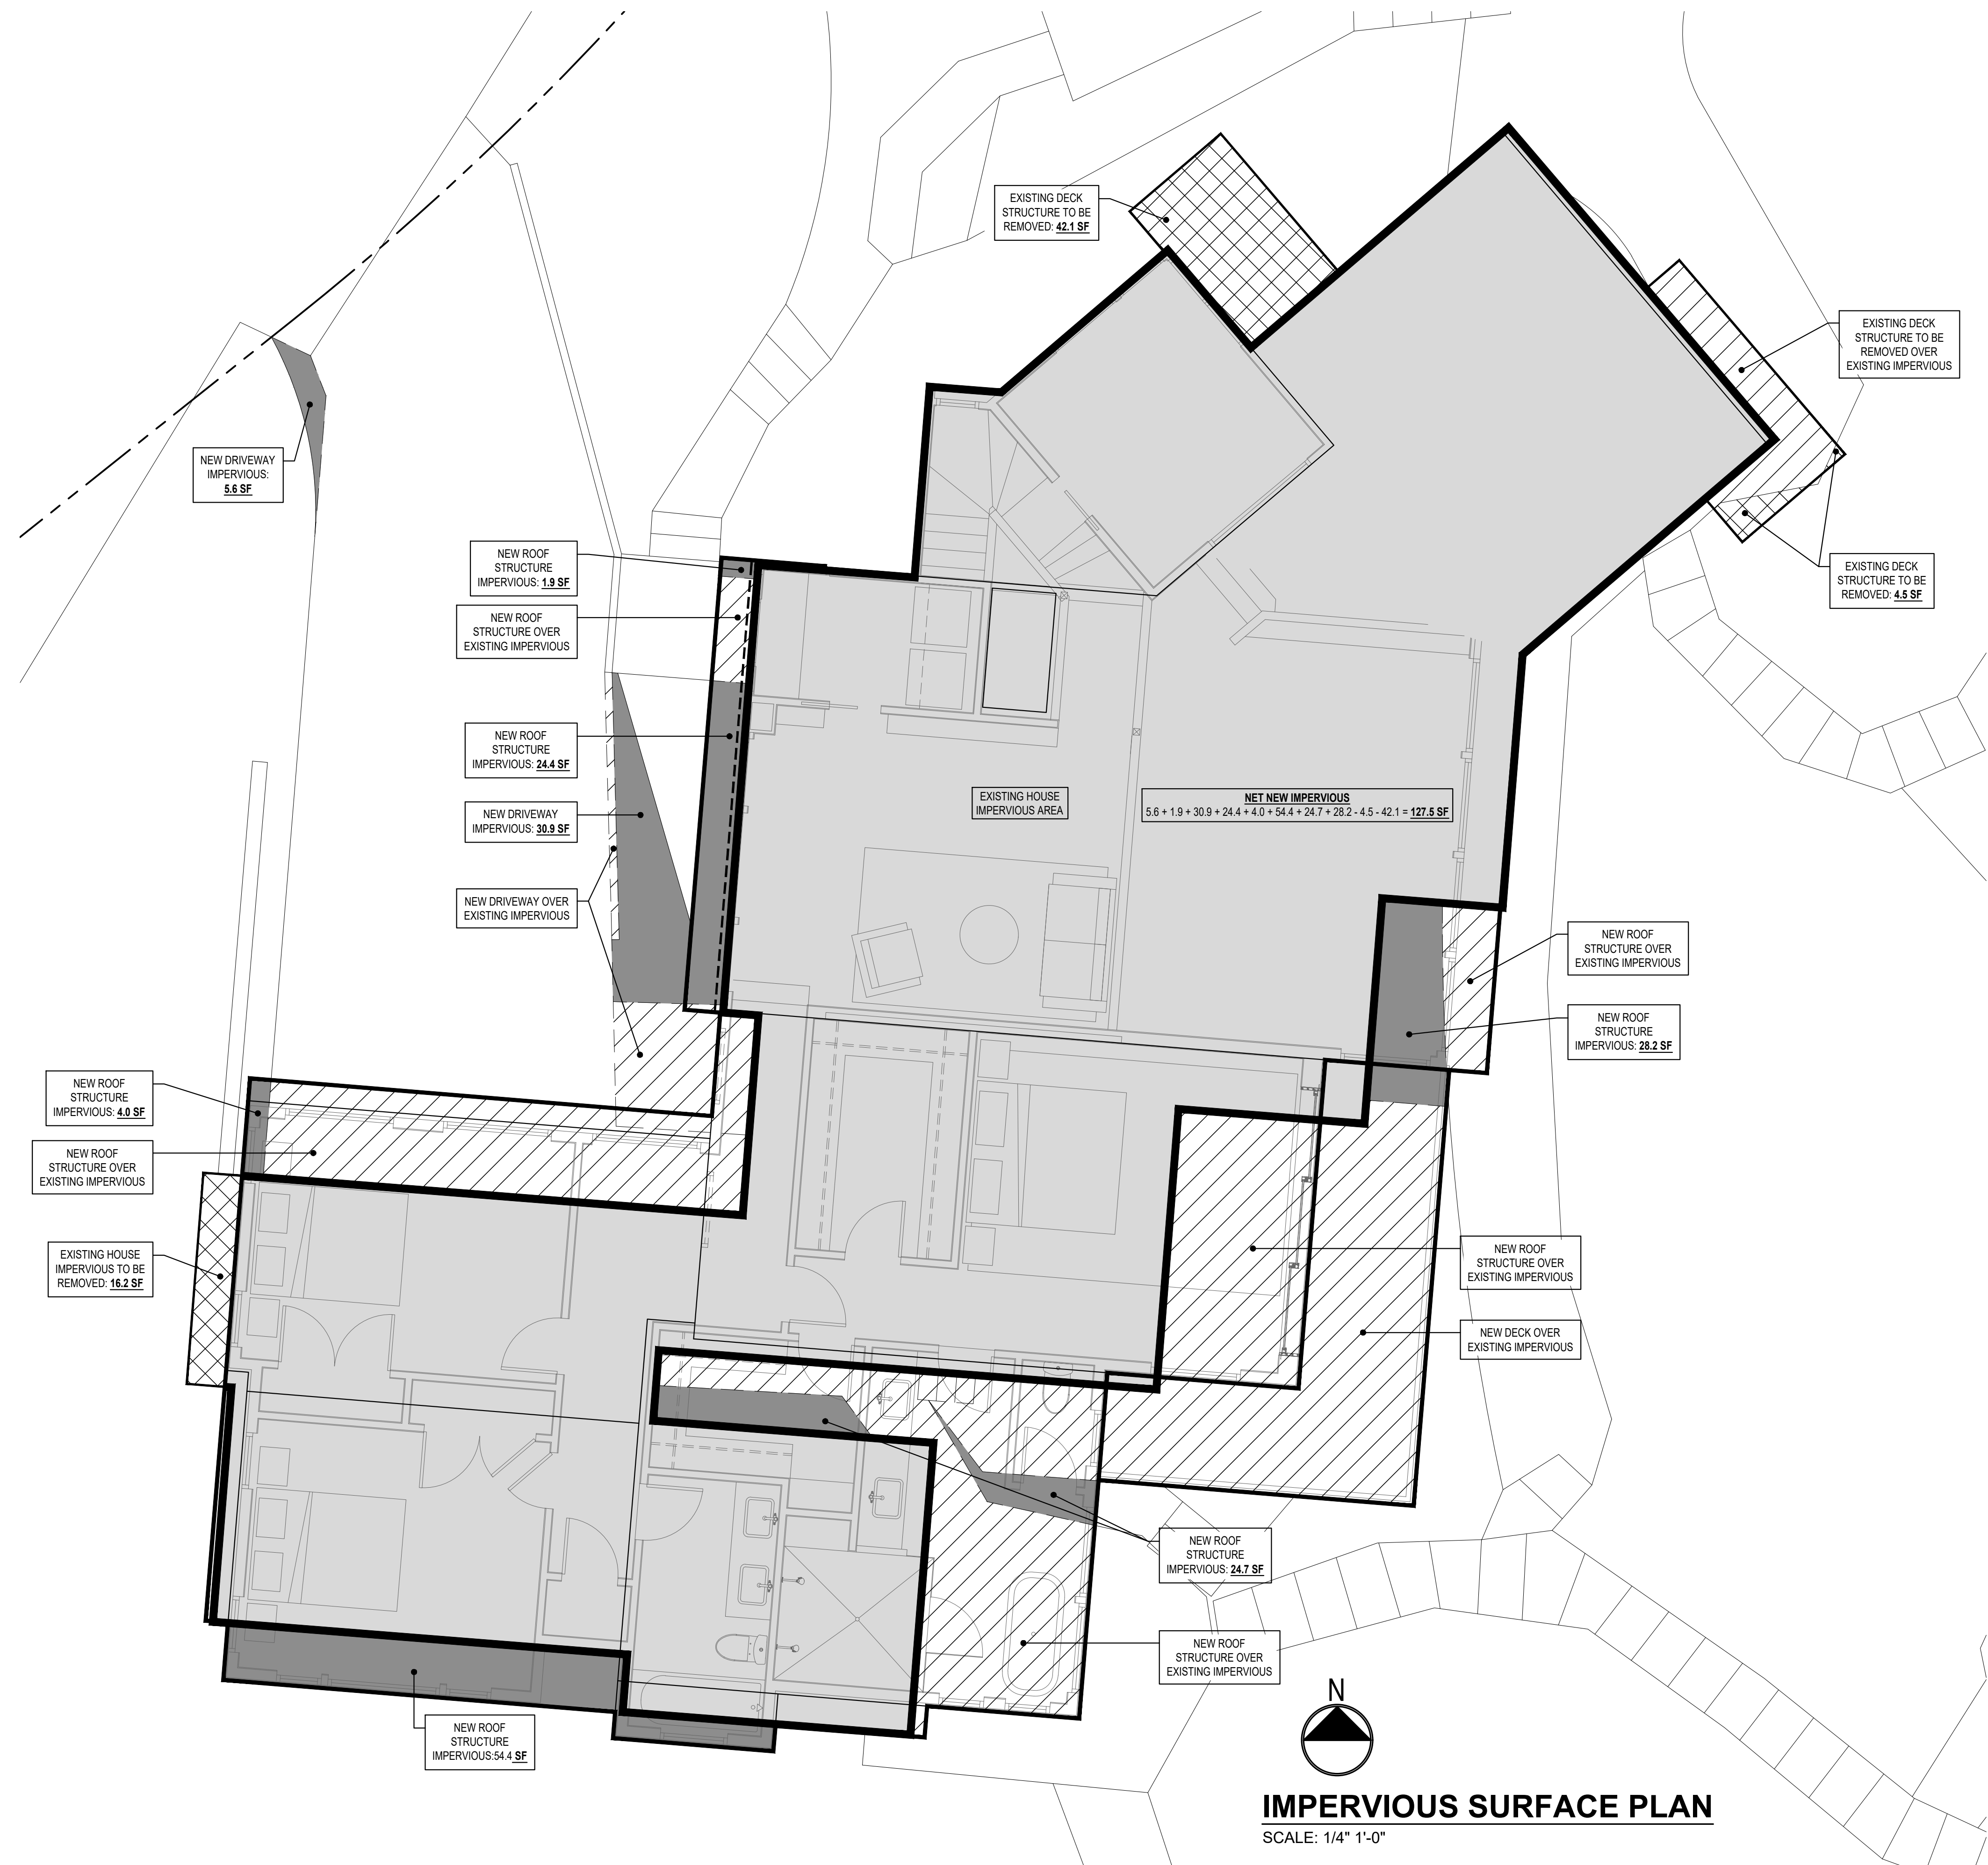 EXISTING DECK
STRUCTURE TO BE
REMOVED: 42.1 SF
EXISTING DECK
STRUCTURE TO BE
REMOVED OVER
EXISTING IMPERVIOUS
NEW DRIVEWAY
IMPERVIOUS:
5.6 SF
NEW ROOF
STRUCTURE
IMPERVIOUS: 1.9 SF
EXISTING DECK
STRUCTURE TO BE
REMOVED: 4.5 SF
NEW ROOF
STRUCTURE OVER
EXISTING IMPERVIOUS
NEW ROOF
STRUCTURE
IMPERVIOUS: 24.4 SF
NEW DRIVEWAY
IMPERVIOUS: 30.9 SF
EXISTING HOUSE
IMPERVIOUS AREA
NET NEW IMPERVIOUS
5.6 + 1.9 + 30.9 + 24.4 + 4.0 + 54.4 + 24.7 + 28.2 - 4.5 - 42.1 = 127.5 SF
NEW DRIVEWAY OVER
EXISTING IMPERVIOUS
NEW ROOF
STRUCTURE OVER
EXISTING IMPERVIOUS
NEW ROOF
STRUCTURE
IMPERVIOUS: 28.2 SF
NEW ROOF
STRUCTURE
IMPERVIOUS: 4.0 SF
NEW ROOF
STRUCTURE OVER
EXISTING IMPERVIOUS
EXISTING HOUSE
IMPERVIOUS TO BE
REMOVED: 16.2 SF
NEW ROOF
STRUCTURE OVER
EXISTING IMPERVIOUS
NEW DECK OVER
EXISTING IMPERVIOUS
NEW ROOF
STRUCTURE
IMPERVIOUS: 24.7 SF
NEW ROOF
STRUCTURE OVER
EXISTING IMPERVIOUS
NEW ROOF
STRUCTURE
IMPERVIOUS:54.4 SF
N
IMPERVIOUS SURFACE PLAN
SCALE: 1/4" 1'-0"